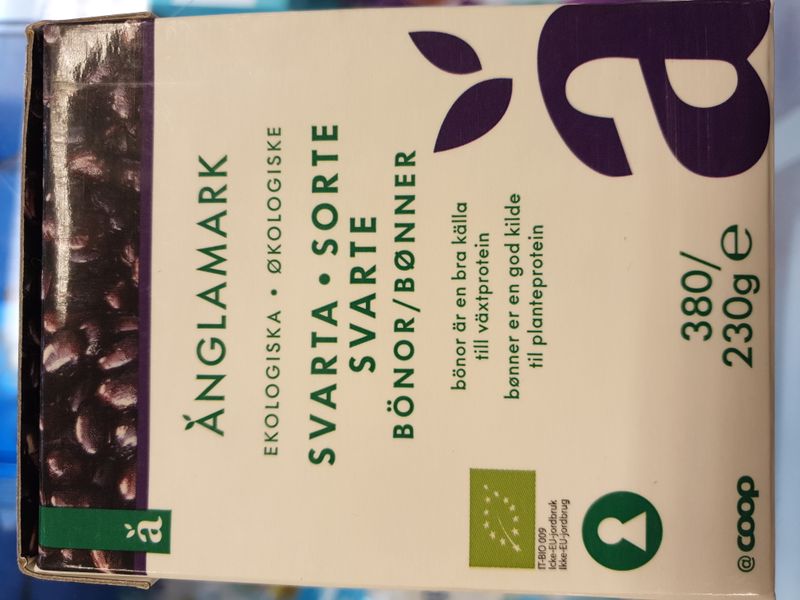 ä
ÄNGLAMARK
EKOLOGISKA • ØKOLOGISKE
SVARTA • SORTE
SVARTE
BÖNOR/BØNNER
bönor är en bra källa
till växtprotein
bønner er en god kilde
til planteprotein
ä
IT-BIO 009
Icke-EU-jordbruk
Ikke-EU-jordbrug
380/
230g e
@ coop